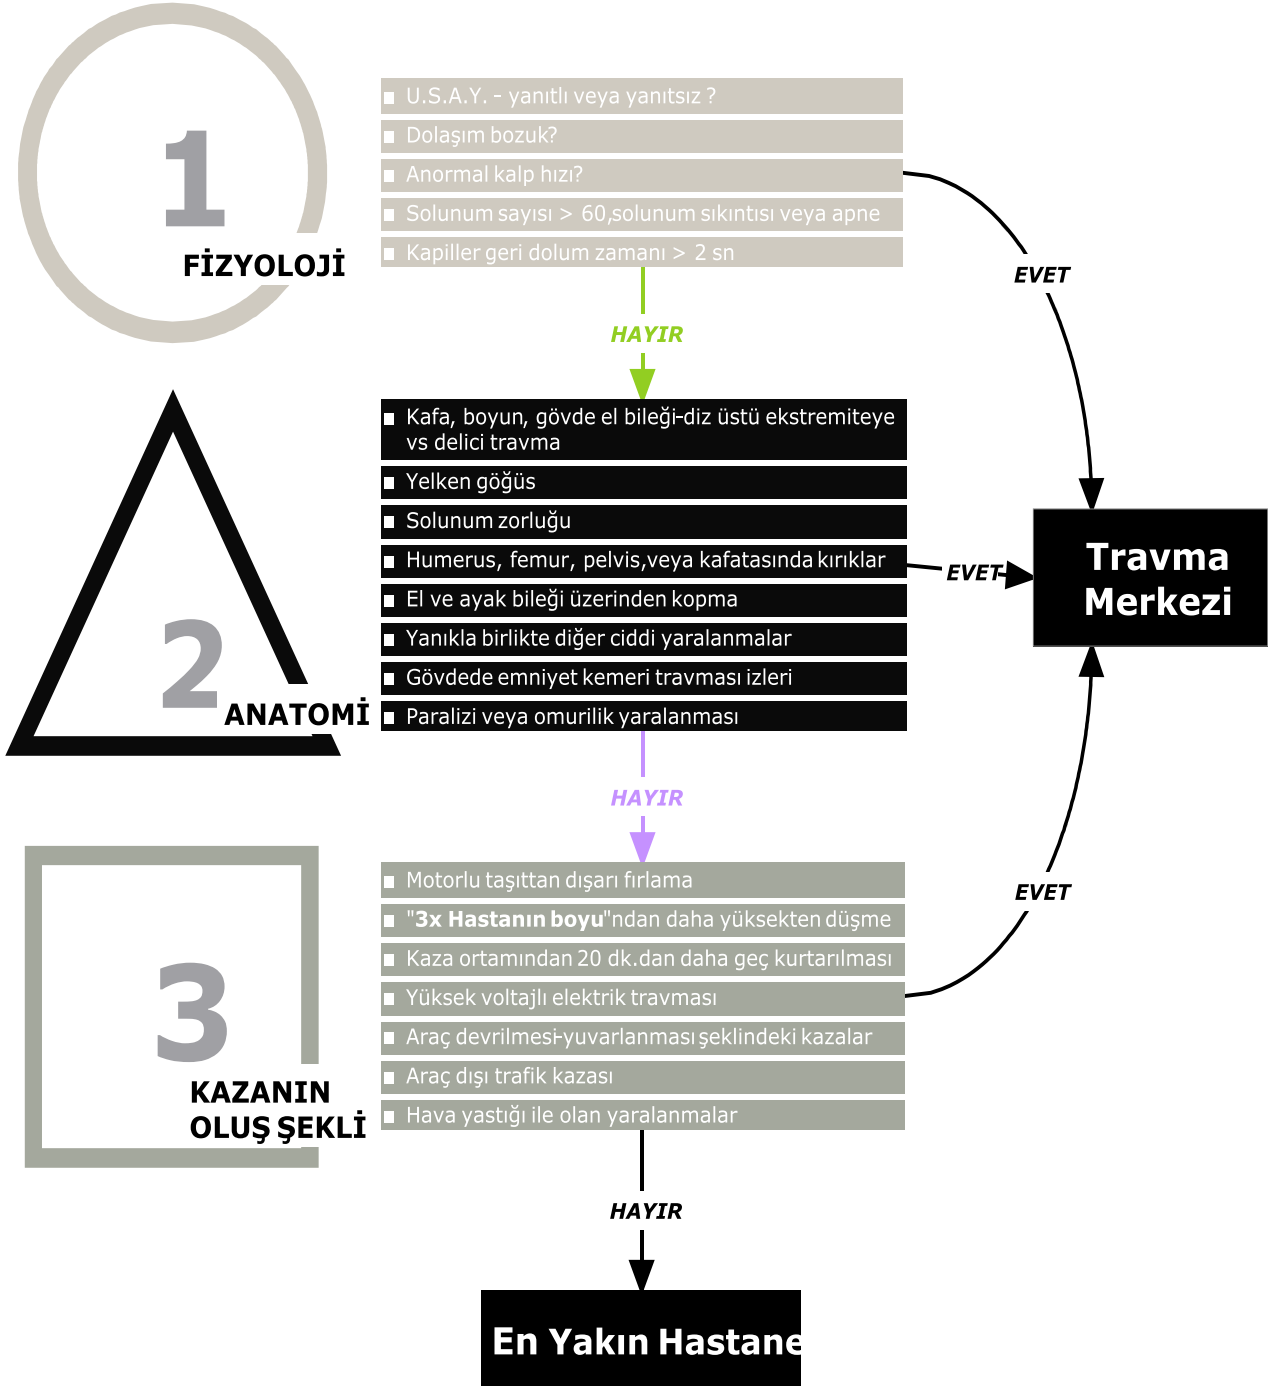 1
FİZYOLOJİ
U.S.A.Y. - yanıtlı veya yanıtsız ?
Dolaşım bozuk?
Anormal kalp hızı?
Solunum sayısı > 60,solunum sıkıntısı veya apne
Kapiller geri dolum zamanı > 2 sn
EVET
HAYIR
2
ANATOMİ
Kafa, boyun, gövde el bileği-diz üstü ekstremiteye
vs delici travma
Yelken göğüs
Solunum zorluğu
Humerus, femur, pelvis,veya kafatasında kırıklar
El ve ayak bileği üzerinden kopma
Yanıkla birlikte diğer ciddi yaralanmalar
Gövdede emniyet kemeri travması izleri
Paralizi veya omurilik yaralanması
EVET
Travma
Merkezi
HAYIR
3
KAZANIN
OLUŞ ŞEKLİ
Motorlu taşıttan dışarı fırlama
"3x Hastanın boyu"ndan daha yüksekten düşme
Kaza ortamından 20 dk.dan daha geç kurtarılması
Yüksek voltajlı elektrik travması
Araç devrilmesi-yuvarlanması şeklindeki kazalar
Araç dışı trafik kazası
Hava yastığı ile olan yaralanmalar
EVET
HAYIR
En Yakın Hastane